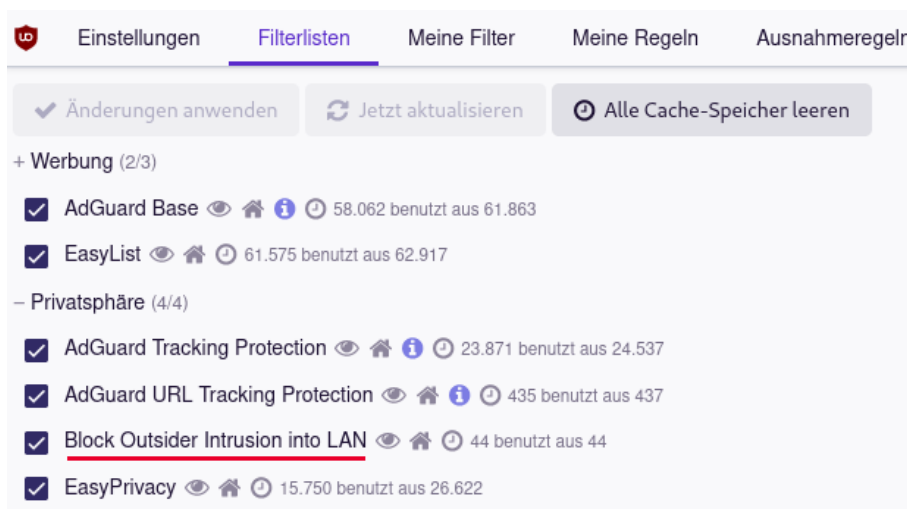 Einstellungen Filterlisten Meine Filter Meine Regeln Ausnahmeregeln
Änderungen anwenden Jetzt aktualisieren Alle Cache-Speicher leeren
+ Werbung (2/3)
AdGuard Base 58.062 benutzt aus 61.863
EasyList 61.575 benutzt aus 62.917
– Privatsphäre (4/4)
AdGuard Tracking Protection 23.871 benutzt aus 24.537
AdGuard URL Tracking Protection 435 benutzt aus 437
Block Outsider Intrusion into LAN 44 benutzt aus 44
EasyPrivacy 15.750 benutzt aus 26.622